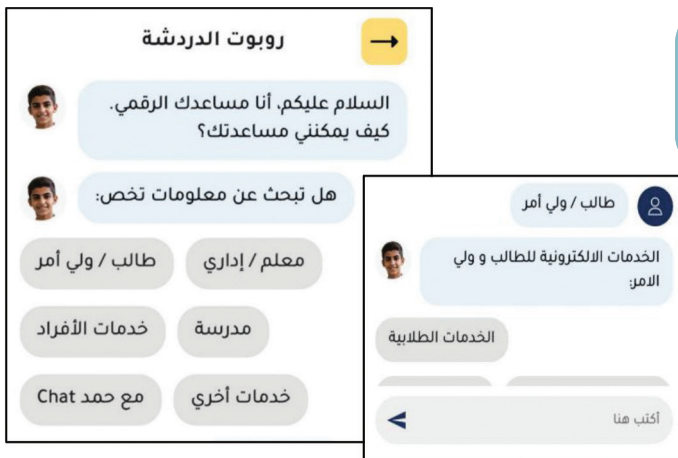 روبوت الدردشة
السلام عليكم، أنا مساعدك الرقمي.
كيف يمكنني مساعدتك؟
هل تبحث عن معلومات تخص:
معلم / إداري
طالب / ولي أمر
مدرسة
خدمات الأفراد
خدمات أخري
Chat مع حمد
طالب / ولي أمر
الخدمات الالكترونية للطالب و ولي
الامر:
الخدمات الطلابية
أكتب هنا